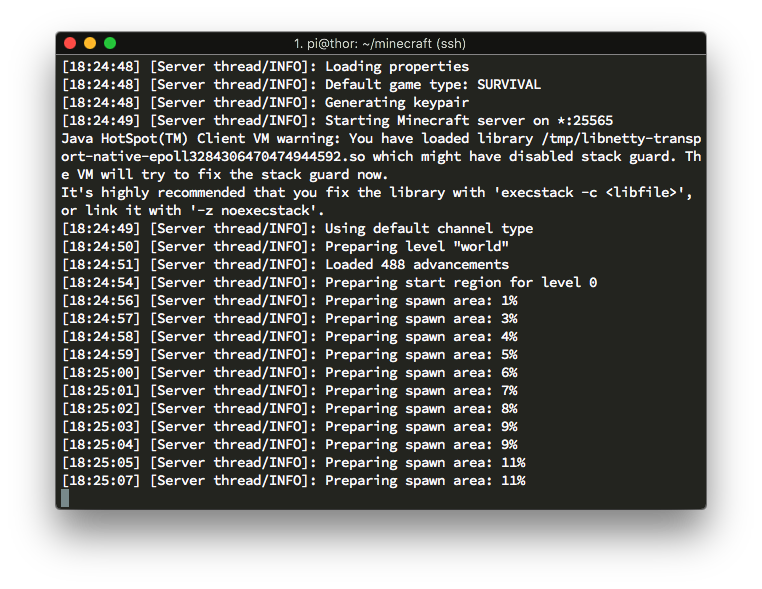 1. pi@thor: ~/minecraft (ssh)
[18:24:48] [Server thread/INFO]: Loading properties
[18:24:48] [Server thread/INFO]: Default game type: SURVIVAL
[18:24:48] [Server thread/INFO]: Generating keypair
[18:24:49] [Server thread/INFO]: Starting Minecraft server on *:25565
Java HotSpot(TM) Client VM warning: You have loaded library /tmp/libnetty-transp
ort-native-epoll3284306470474944592.so which might have disabled stack guard. Th
e VM will try to fix the stack guard now.
It's highly recommended that you fix the library with 'execstack -c <libfile>',
or link it with '-z noexecstack'.
[18:24:49] [Server thread/INFO]: Using default channel type
[18:24:50] [Server thread/INFO]: Preparing level "world"
[18:24:51] [Server thread/INFO]: Loaded 488 advancements
[18:24:54] [Server thread/INFO]: Preparing start region for level 0
[18:24:56] [Server thread/INFO]: Preparing spawn area: 1%
[18:24:57] [Server thread/INFO]: Preparing spawn area: 3%
[18:24:58] [Server thread/INFO]: Preparing spawn area: 4%
[18:24:59] [Server thread/INFO]: Preparing spawn area: 5%
[18:25:00] [Server thread/INFO]: Preparing spawn area: 6%
[18:25:01] [Server thread/INFO]: Preparing spawn area: 7%
[18:25:02] [Server thread/INFO]: Preparing spawn area: 8%
[18:25:03] [Server thread/INFO]: Preparing spawn area: 9%
[18:25:04] [Server thread/INFO]: Preparing spawn area: 9%
[18:25:05] [Server thread/INFO]: Preparing spawn area: 11%
[18:25:07] [Server thread/INFO]: Preparing spawn area: 11%